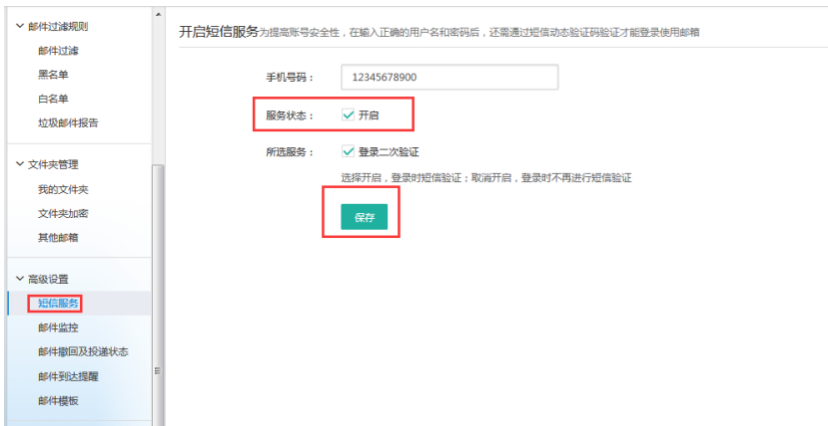 邮件过滤规则
邮件过滤
黑名单
白名单
垃圾邮件报告
文件夹管理
我的文件夹
文件夹加密
其他邮箱
高级设置
短信服务
邮件监控
邮件撤回及投递状态
邮件到达提醒
邮件模板
开启短信服务为提高账号安全性，在输入正确的用户名和密码后，还需通过短信动态验证码验证才能登录使用邮箱
手机号码： 12345678900
服务状态： 开启
所选服务： 登录二次验证
选择开启，登录时短信验证；取消开启，登录时不再进行短信验证
保存